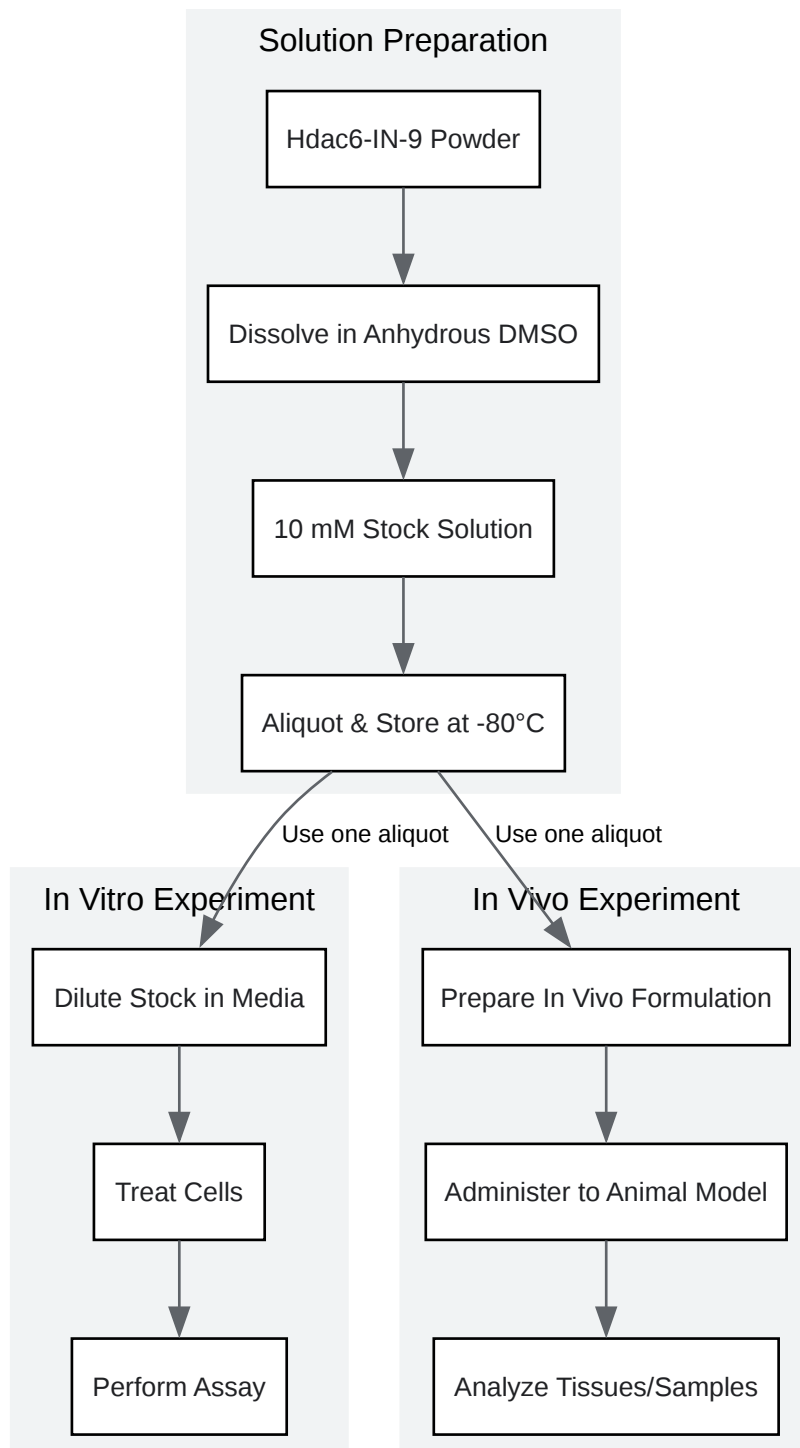 Solution Preparation
Hdac6-IN-9 Powder
Dissolve in Anhydrous DMSO
10 mM Stock Solution
Aliquot & Store at -80°C
Use one aliquot
Use one aliquot
In Vitro Experiment
Dilute Stock in Media
Treat Cells
Perform Assay
In Vivo Experiment
Prepare In Vivo Formulation
Administer to Animal Model
Analyze Tissues/Samples